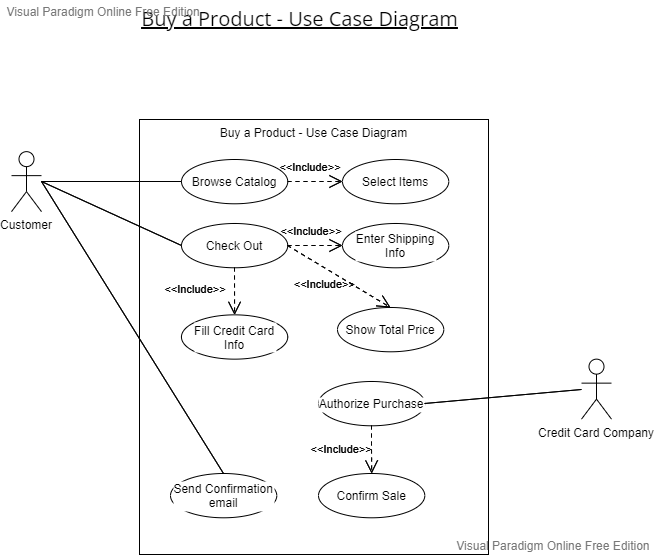 Visual Paradigm Online Free Edition
Buy a Product - Use Case Diagram
Buy a Product - Use Case Diagram
Browse Catalog
<<Include>>
Select Items
Customer
Check Out
<<Include>>
Enter Shipping
Info
<<Include>>
<<Include>>
Fill Credit Card
Info
Show Total Price
Authorize Purchase
Credit Card Company
<<Include>>
Send Confirmation
email
Confirm Sale
Visual Paradigm Online Free Edition